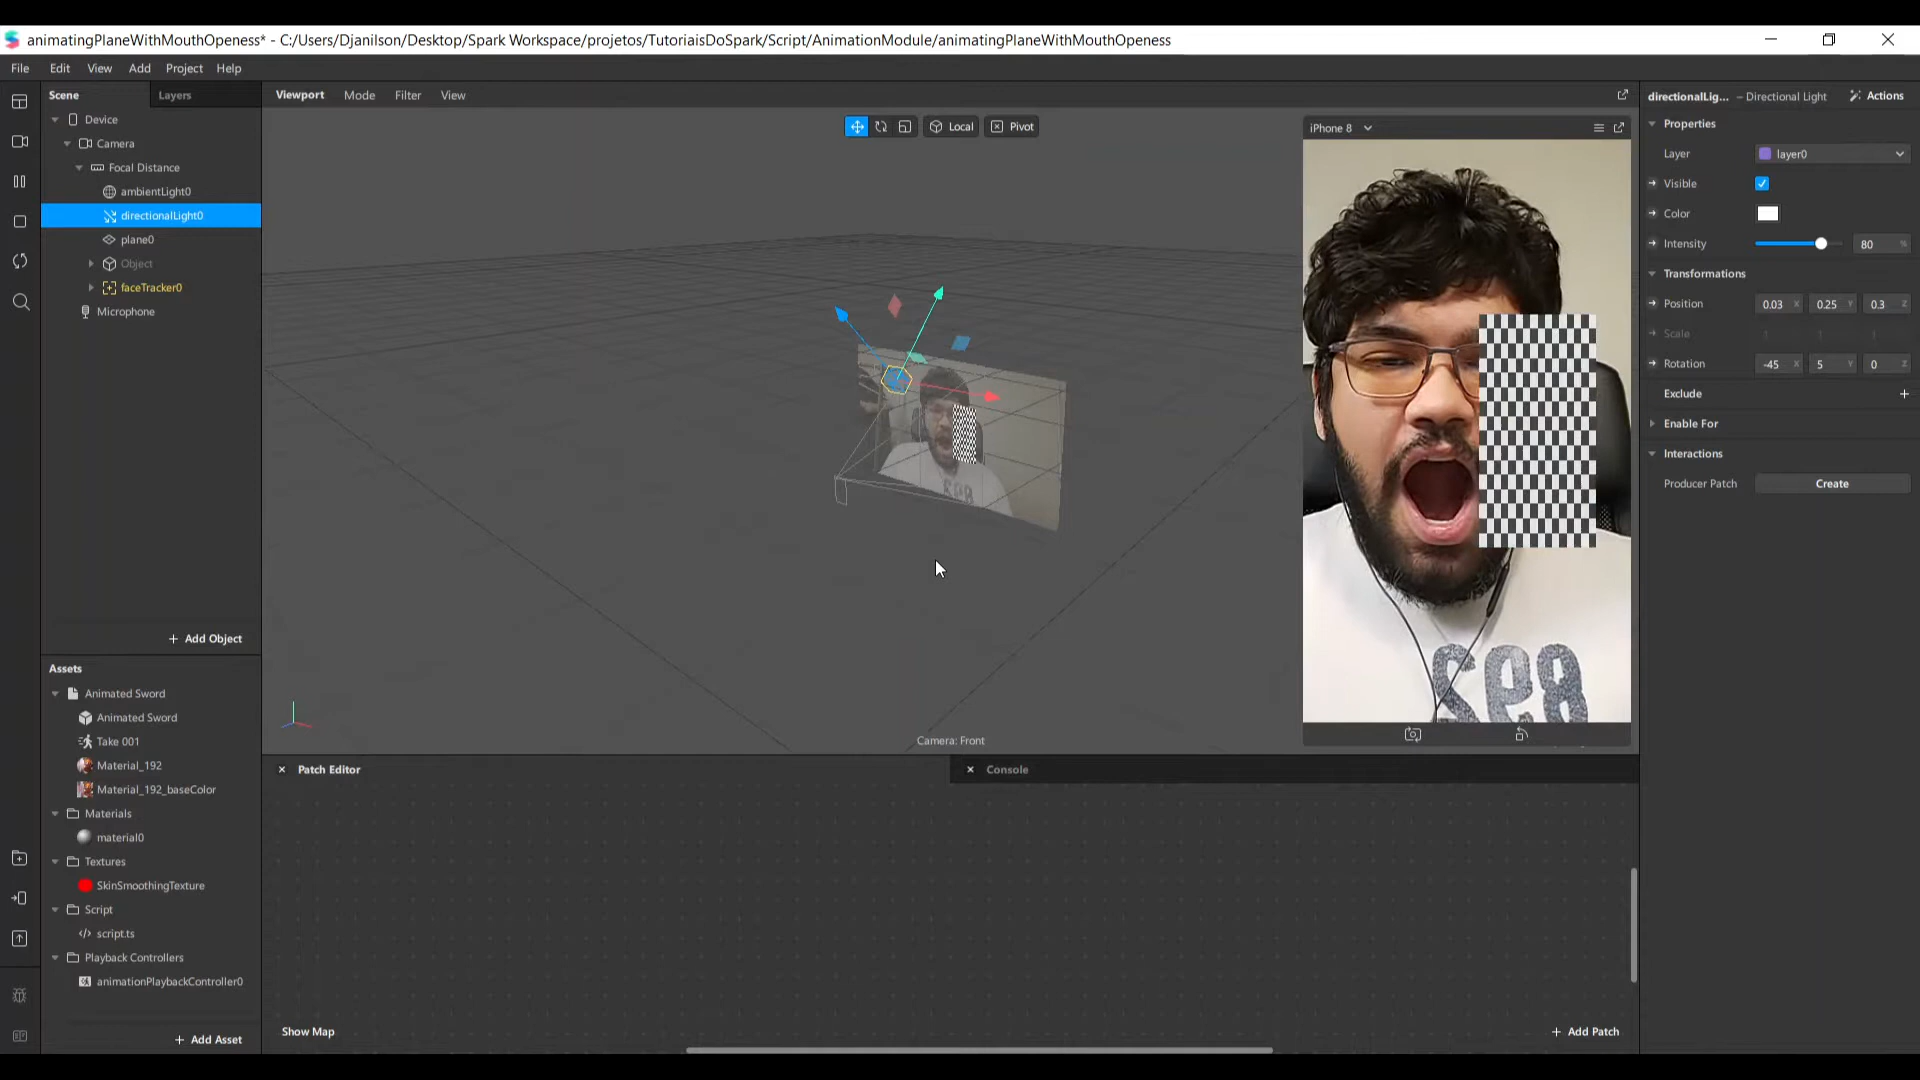 animatingPlaneWithMouthOpeness* - C:/Users/Djanilson/Desktop/Spark Workspace/projetos/TutoriaisDoSpark/Script/AnimationModule/animatingPlaneWithMouthOpeness
File Edit View Add Project Help
Scene Layers
Device
Camera
Focal Distance
ambientLight0
directionalLight0
plane0
Object
faceTracker0
Microphone
+ Add Object
Assets
Animated Sword
Animated Sword
Take 001
Material_192
Material_192_baseColor
Materials
material0
Textures
SkinSmoothingTexture
Script
script.ts
Playback Controllers
animationPlaybackController0
+ Add Asset
Viewport Mode Filter View
Local Pivot
Camera: Front
iPhone 8
Patch Editor
Console
Show Map
+ Add Patch
directionalLig... – Directional Light Actions
Properties
Layer layer0
Visible
Color
Intensity 80 %
Transformations
Position 0.03 X 0.25 Y 0.3 Z
Scale 1 1 1
Rotation -45 X 5 Y 0 Z
Exclude +
Enable For
Interactions
Producer Patch Create